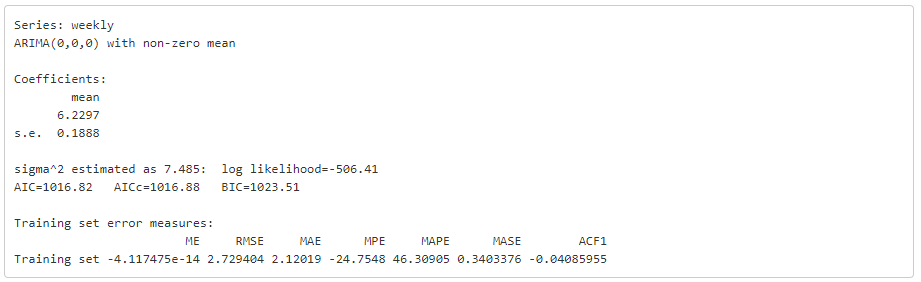 Series: weekly
ARIMA(0,0,0) with non-zero mean
Coefficients:
mean
6.2297
s.e. 0.1888
sigma^2 estimated as 7.485: log likelihood=-506.41
AIC=1016.82 AICc=1016.88 BIC=1023.51
Training set error measures:
ME RMSE MAE MPE MAPE MASE ACF1
Training set -4.117475e-14 2.729404 2.12019 -24.7548 46.30905 0.3403376 -0.04085955